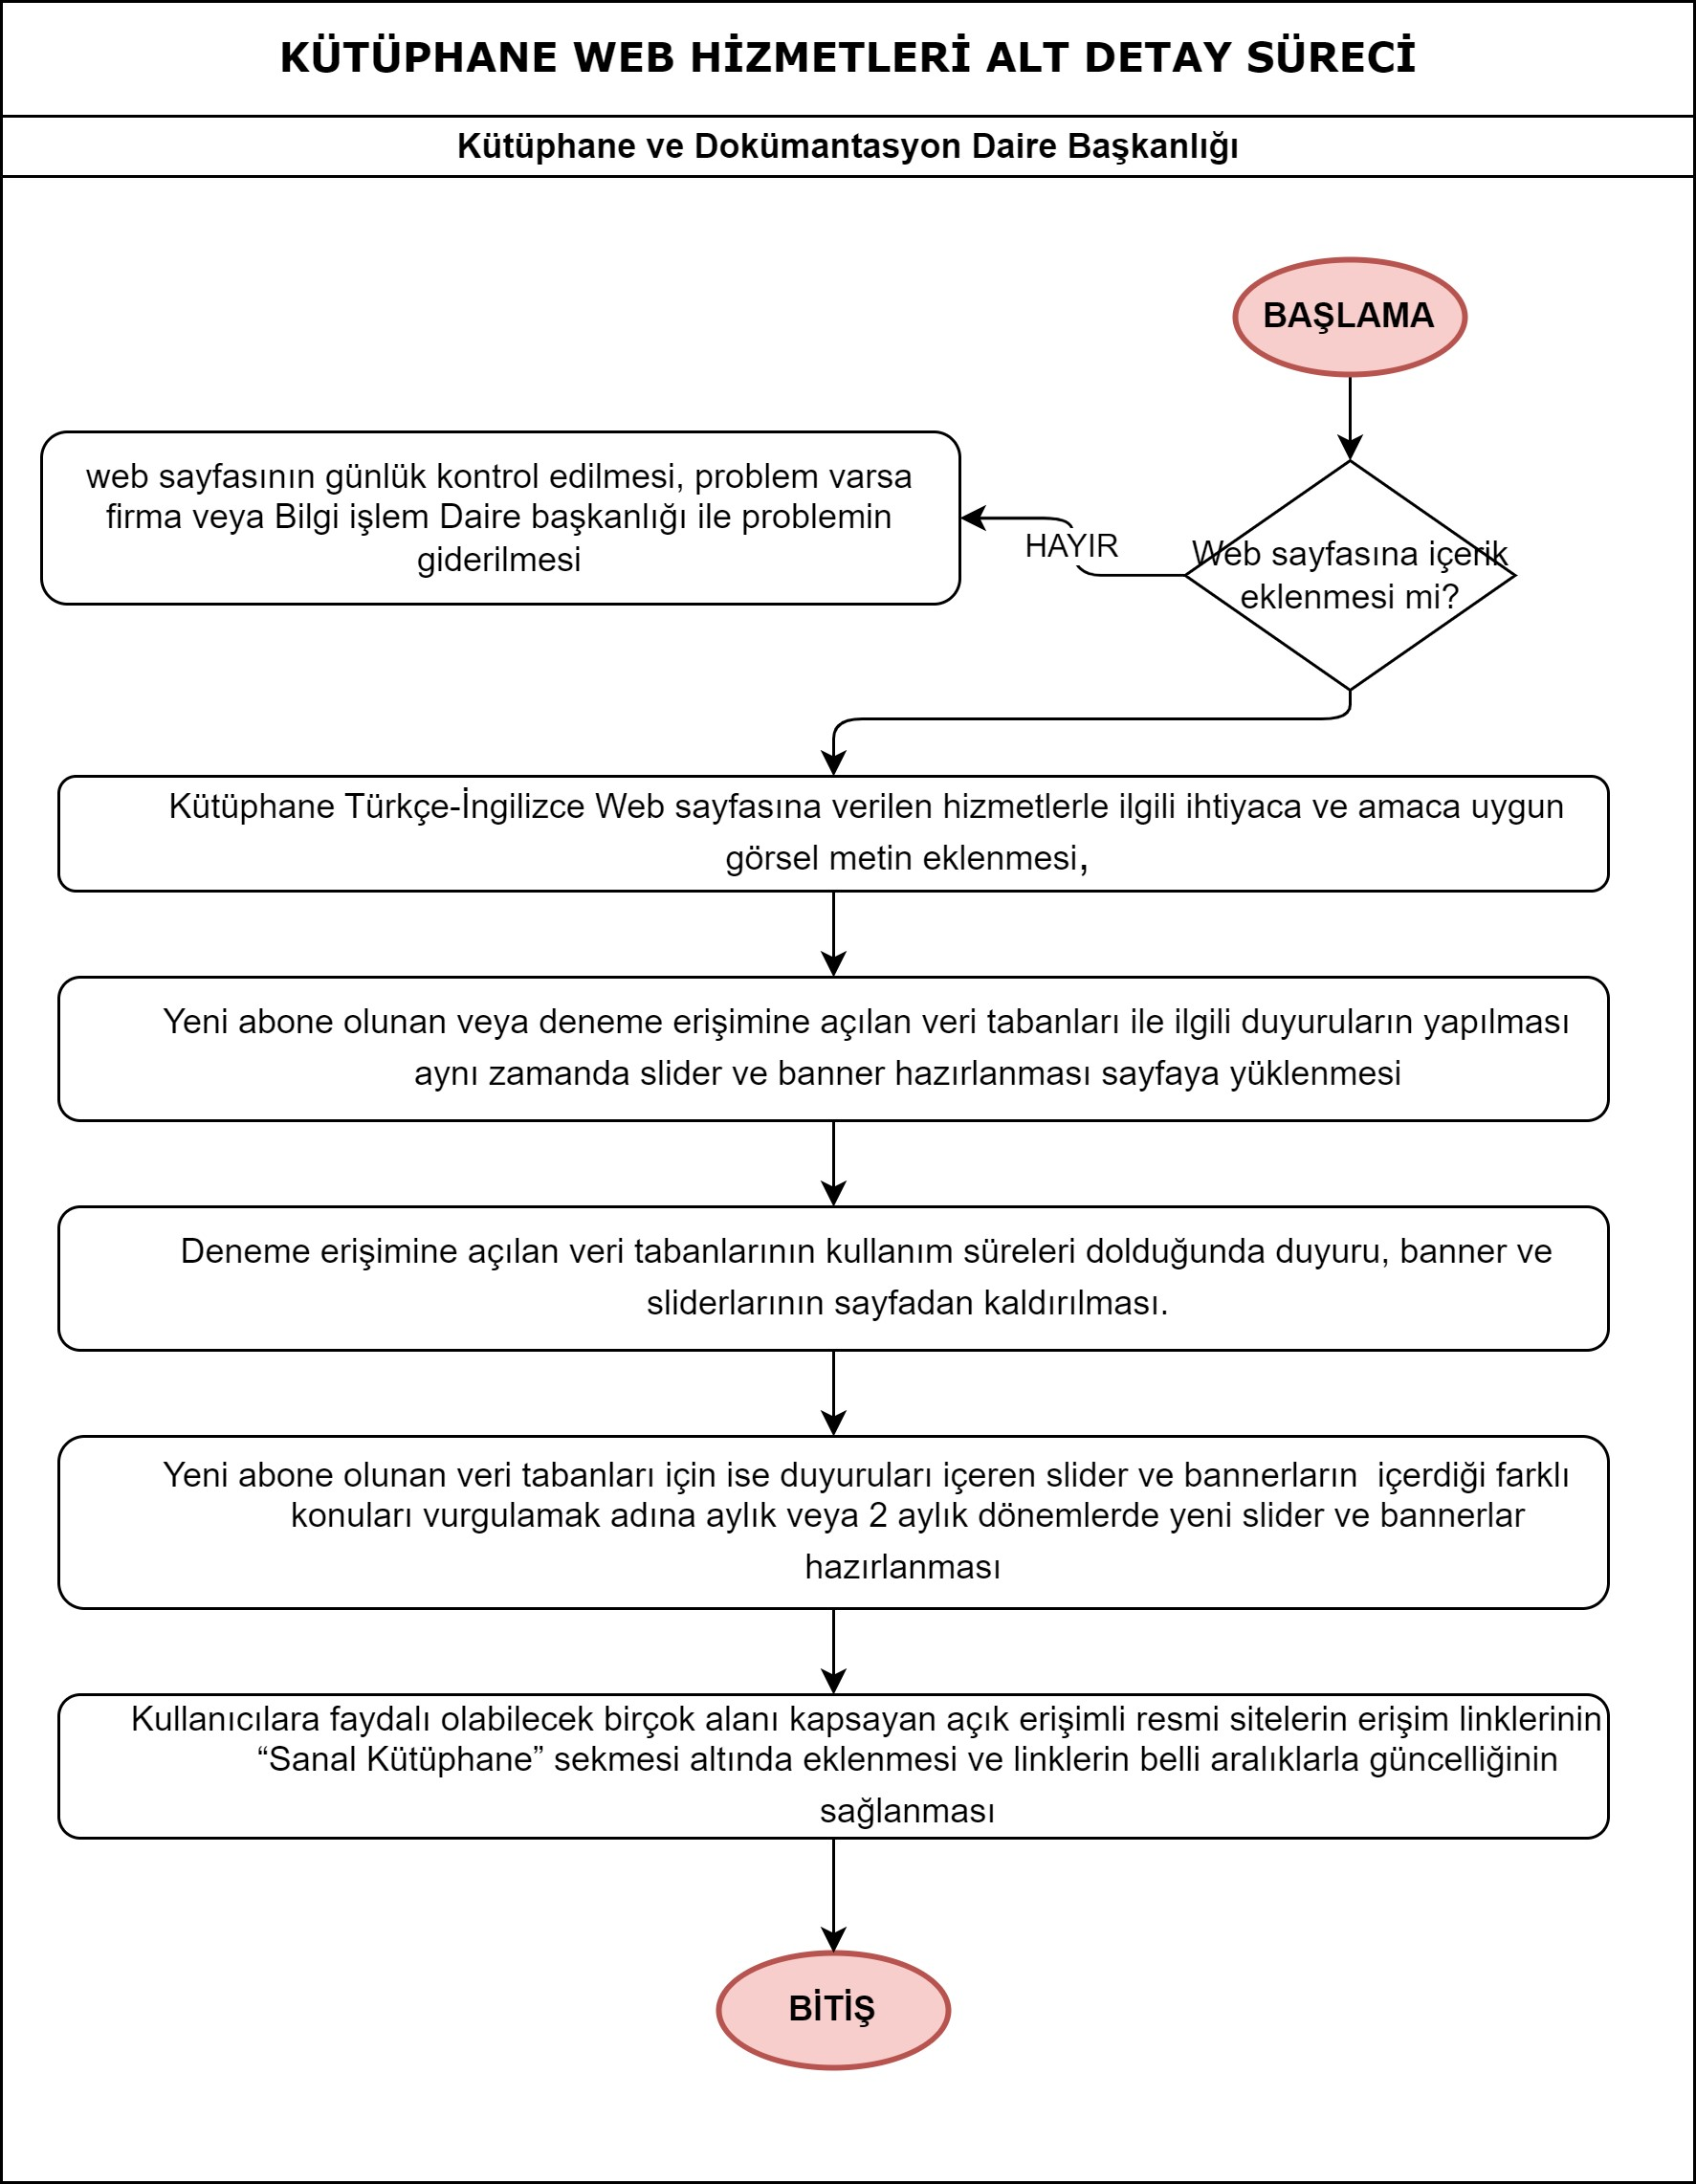 KÜTÜPHANE WEB HİZMETLERİ ALT DETAY SÜRECİ
Kütüphane ve Dokümantasyon Daire Başkanlığı
BAŞLAMA
web sayfasının günlük kontrol edilmesi, problem varsa
firma veya Bilgi işlem Daire başkanlığı ile problemin
giderilmesi
HAYIR
Web sayfasına içerik
eklenmesi mi?
Kütüphane Türkçe-İngilizce Web sayfasına verilen hizmetlerle ilgili ihtiyaca ve amaca uygun
görsel metin eklenmesi,
Yeni abone olunan veya deneme erişimine açılan veri tabanları ile ilgili duyuruların yapılması
aynı zamanda slider ve banner hazırlanması sayfaya yüklenmesi
Deneme erişimine açılan veri tabanlarının kullanım süreleri dolduğunda duyuru, banner ve
sliderlarının sayfadan kaldırılması.
Yeni abone olunan veri tabanları için ise duyuruları içeren slider ve bannerların  içerdiği farklı
konuları vurgulamak adına aylık veya 2 aylık dönemlerde yeni slider ve bannerlar
hazırlanması
Kullanıcılara faydalı olabilecek birçok alanı kapsayan açık erişimli resmi sitelerin erişim linklerinin
“Sanal Kütüphane” sekmesi altında eklenmesi ve linklerin belli aralıklarla güncelliğinin
sağlanması
BİTİŞ